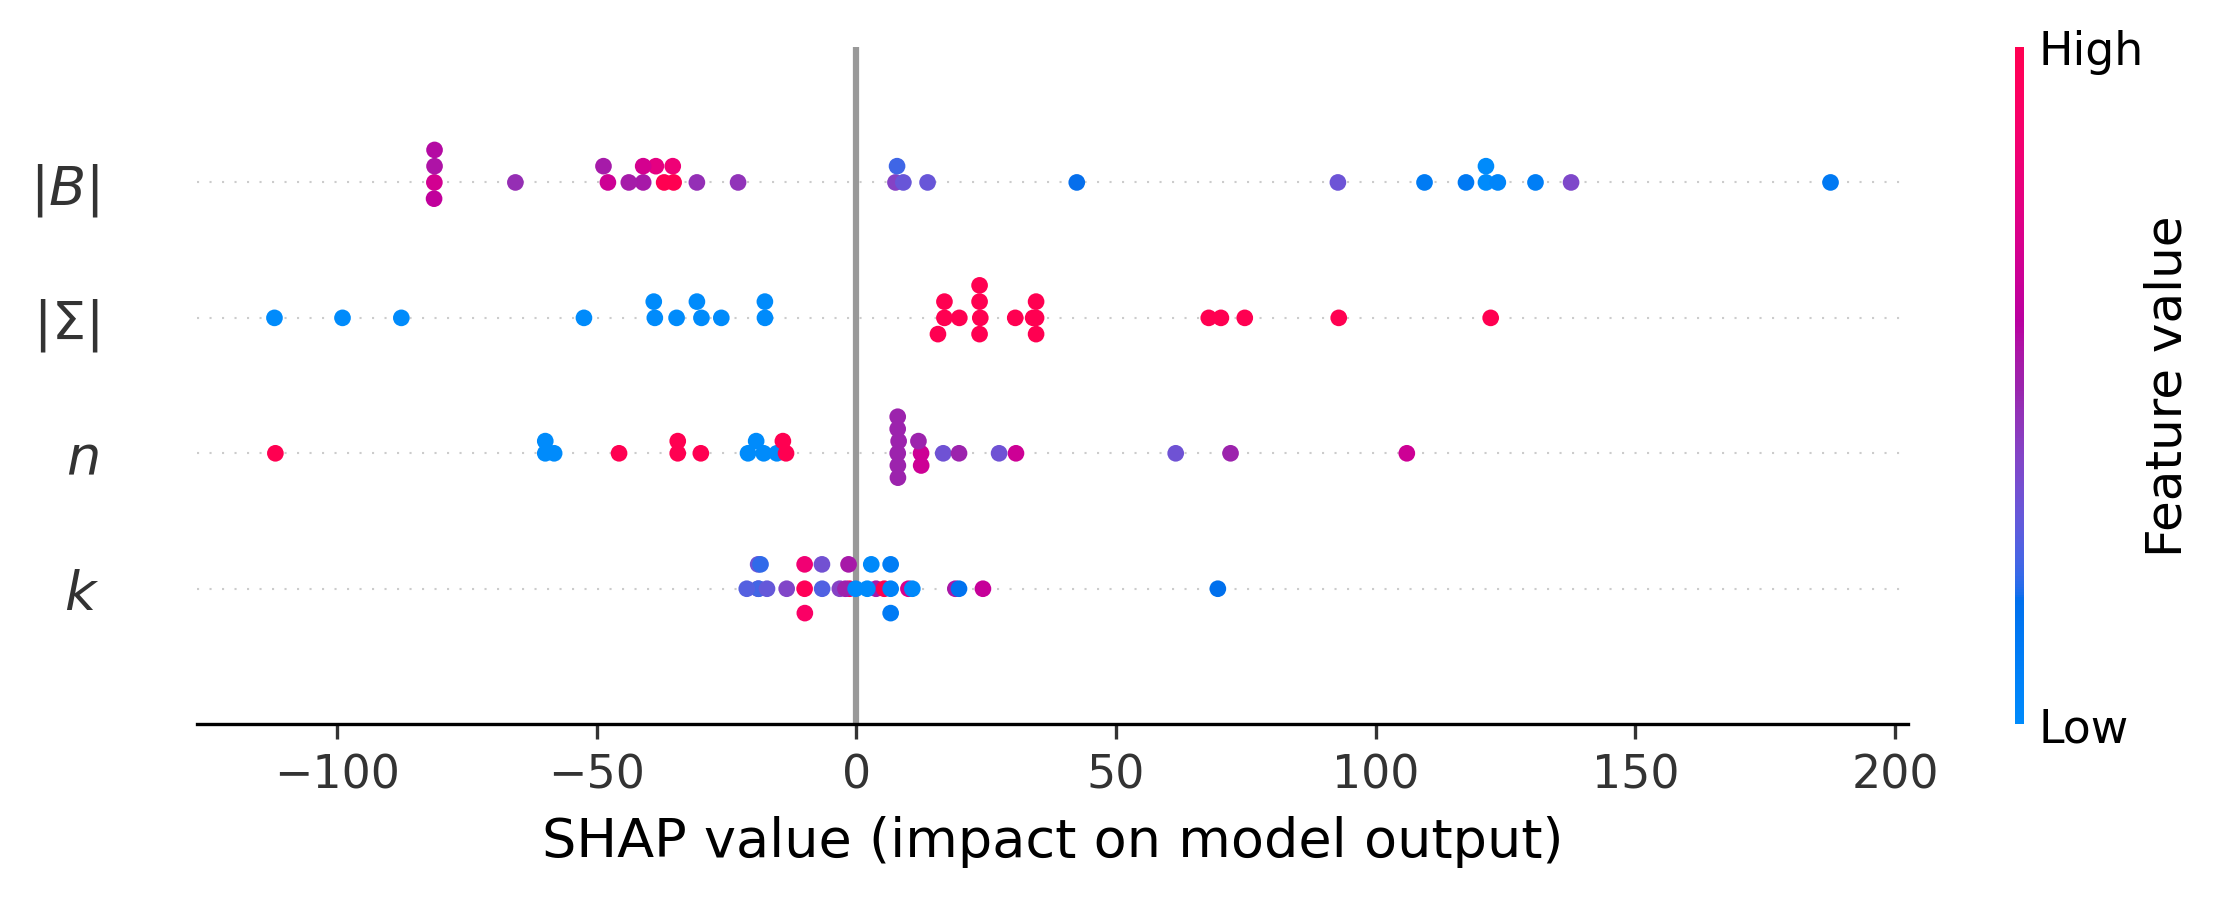 High
|B|
|Σ|
n
k
Feature value
Low
−100 −50 0 50 100 150 200
SHAP value (impact on model output)